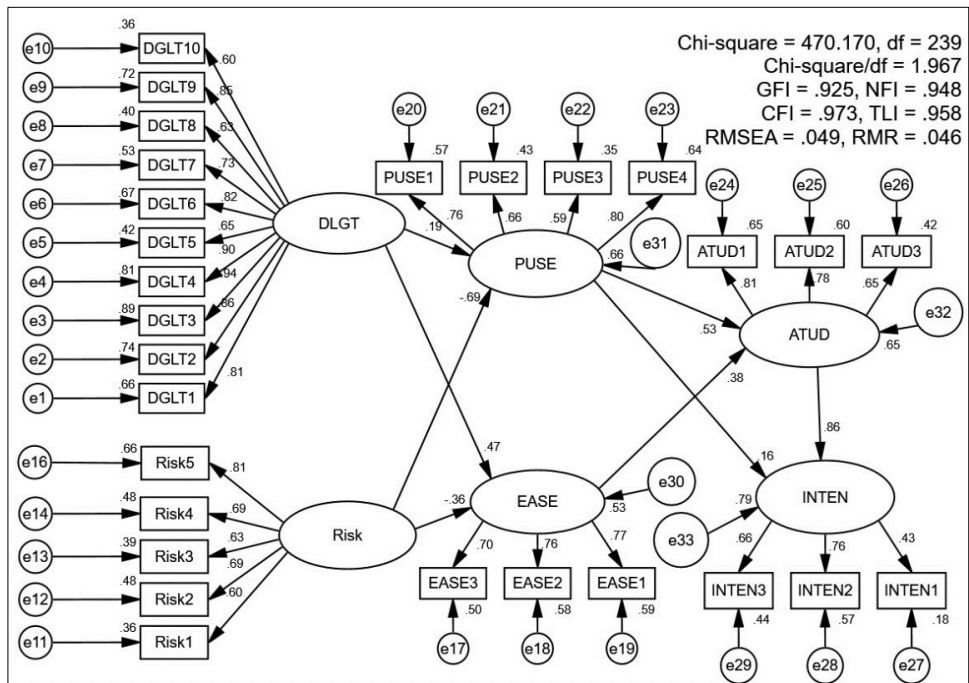 Chi-square = 470.170, df = 239
Chi-square/df = 1.967
GFI = .925, NFI = .948
CFI = .973, TLI = .958
RMSEA = .049, RMR = .046
e10
.36
DGLT10
.60
e9
.72
DGLT9
.85
e8
.40
DGLT8
.63
e7
.53
DGLT7
.73
e6
.67
DGLT6
.82
e5
.42
DGLT5
.65
e4
.81
DGLT4
.90
e3
.89
DGLT3
.94
e2
.74
DGLT2
.86
e1
.66
DGLT1
.81
DLGT
e16
.66
Risk5
.81
e14
.48
Risk4
.69
e13
.39
Risk3
.63
e12
.48
Risk2
.69
e11
.36
Risk1
.60
Risk
e20
e21
e22
e23
.57
.43
.35
.64
PUSE1
PUSE2
PUSE3
PUSE4
.76
.66
.59
.80
.19
PUSE
.66
e31
-.69
.47
-.36
EASE
.53
e30
.70
.76
.77
EASE3
EASE2
EASE1
.50
.58
.59
e17
e18
e19
e24
e25
e26
.65
.60
.42
ATUD1
ATUD2
ATUD3
.81
.78
.65
.53
ATUD
.65
e32
.38
.86
.16
INTEN
.79
e33
.66
.76
.43
INTEN3
INTEN2
INTEN1
.44
.57
.18
e29
e28
e27